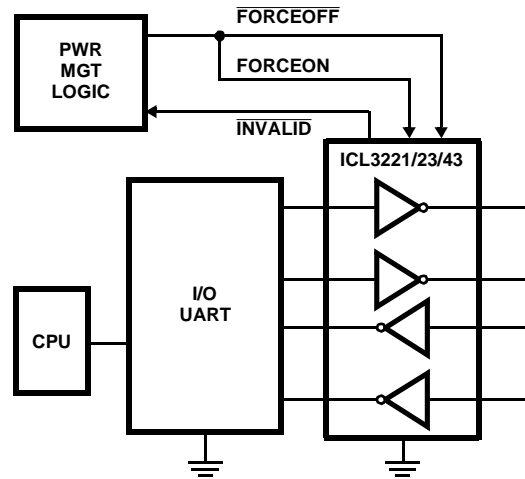 FORCEOFF
PWR
MGT
LOGIC
FORCEON
INVALID
ICL3221/23/43
I/O
UART
CPU